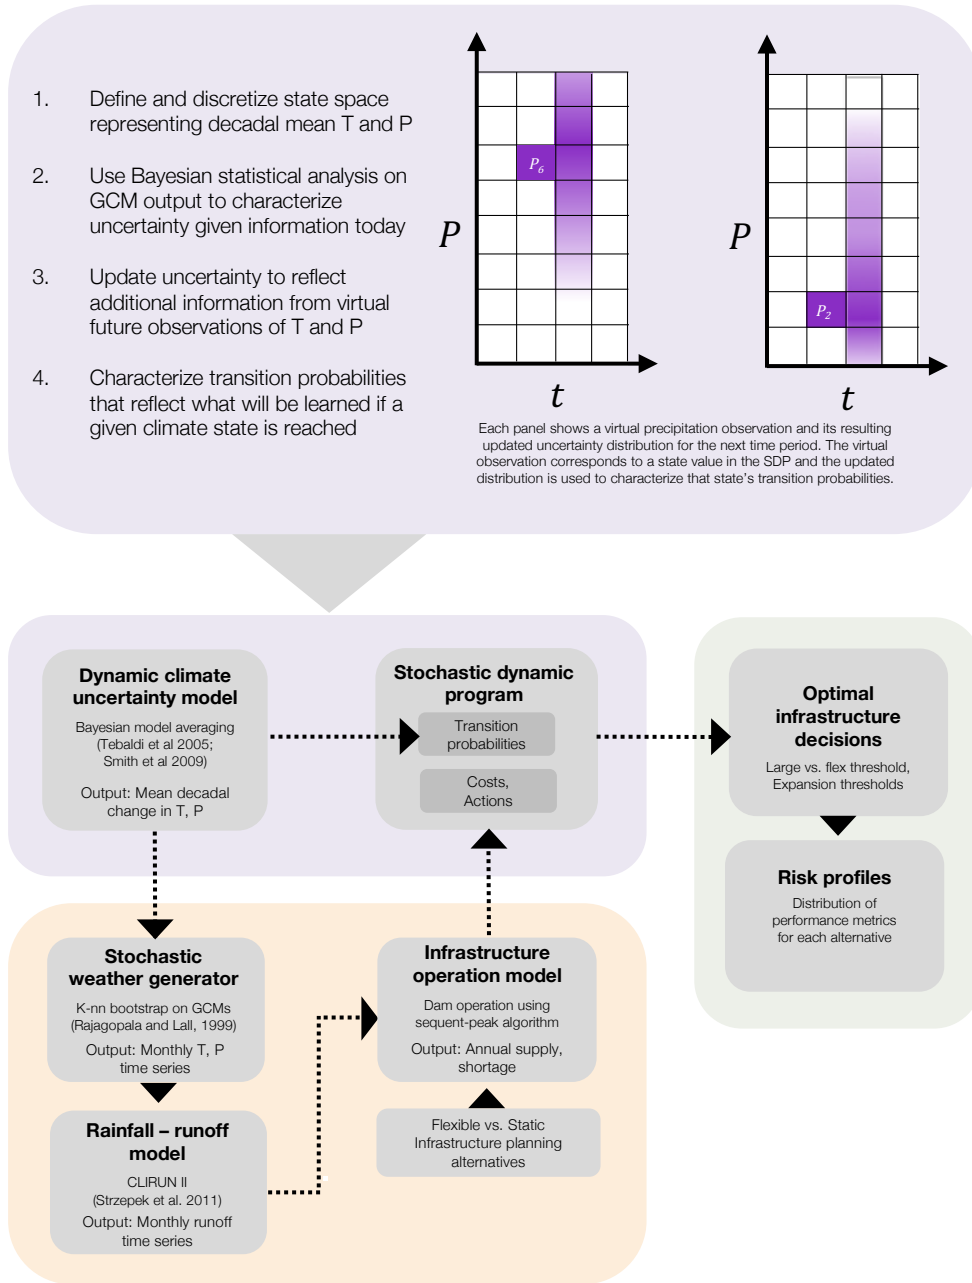 1. Define and discretize state space
representing decadal mean T and P
2. Use Bayesian statistical analysis on
GCM output to characterize
uncertainty given information today
3. Update uncertainty to reflect
additional information from virtual
future observations of T and P
4. Characterize transition probabilities
that reflect what will be learned if a
given climate state is reached
P
P6
t
P
P2
t
Each panel shows a virtual precipitation observation and its resulting
updated uncertainty distribution for the next time period. The virtual
observation corresponds to a state value in the SDP and the updated
distribution is used to characterize that state's transition probabilities.
Dynamic climate
uncertainty model
Bayesian model averaging
(Tebaldi et al 2005;
Smith et al 2009)
Output: Mean decadal
change in T, P
Stochastic dynamic
program
Transition
probabilities
Costs,
Actions
Optimal
infrastructure
decisions
Large vs. flex threshold,
Expansion thresholds
Risk profiles
Distribution of
performance metrics
for each alternative
Stochastic
weather generator
K-nn bootstrap on GCMs
(Rajagopala and Lall, 1999)
Output: Monthly T, P
time series
Infrastructure
operation model
Dam operation using
sequent-peak algorithm
Output: Annual supply,
shortage
Rainfall – runoff
model
CLIRUN II
(Strzepek et al. 2011)
Output: Monthly runoff
time series
Flexible vs. Static
Infrastructure planning
alternatives